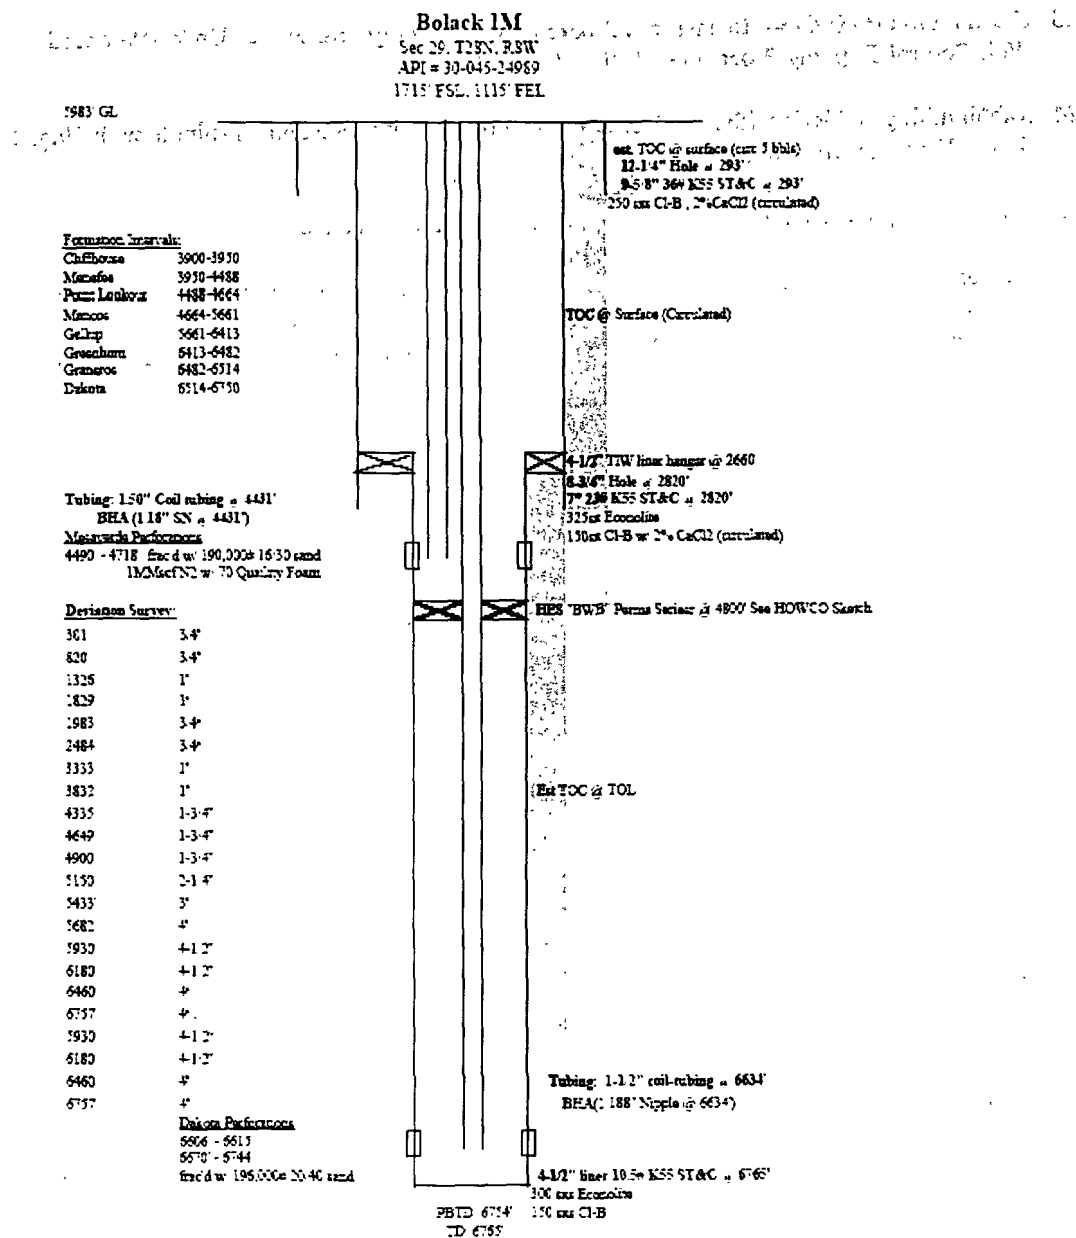 Bolack 1M
Sec 29, T28N, R8W
API = 30-045-24989
1715' FSL, 1115' FEL
5983' GL
est. TOC @ surface (circ 5 bbls)
12-1/4" Hole @ 293'
9-5/8" 36# K55 ST&C @ 293'
250 sxs Cl-B, 2% CaCl2 (circulated)
Formation Intervals:
Cliffhouse 3900-3950
Menefee 3950-4488
Point Lookout 4488-4664
Mancos 4664-5661
Gallup 5661-6413
Greenhorn 6413-6482
Graneros 6482-6514
Dakota 6514-6750
TOC @ Surface (Circulated)
4-1/2" TIW liner hanger @ 2660
8-3/4" Hole @ 2820'
7" 23# K55 ST&C @ 2820'
325sx Econolite
150sx Cl-B w/ 2% CaCl2 (circulated)
Tubing: 1.50" Coil tubing @ 4431'
BHA (1.18" SN @ 4431')
Mesaverde Perforations
4490 - 4718 frac'd w/ 190,000# 16/30 sand
1MMscf N2 w/ 70 Quality Foam
HES "BWB" Perma Series @ 4800' See HOWCO Sketch
Deviation Survey:
301 3/4°
820 3/4°
1326 1°
1829 1°
1983 3/4°
2484 3/4°
3333 1°
3832 1°
4335 1-3/4°
4649 1-3/4°
4900 1-3/4°
5150 2-1/4°
5433 3°
5682 4°
5930 4-1/2°
6180 4-1/2°
6460 4°
6757 4°
5930 4-1/2°
6180 4-1/2°
6460 4°
6757 4°
Est TOC @ TOL
Tubing: 1-1/2" coil-tubing @ 6634'
BHA(1.188" Nipple @ 6634')
Dakota Perforations
6606 - 6615
6670' - 6744
frac'd w/ 196,000# 20/40 sand
4-1/2" liner 10.5# K55 ST&C @ 6765'
300 sxs Econolite
150 sxs Cl-B
PBTD 6754'
TD 6765'